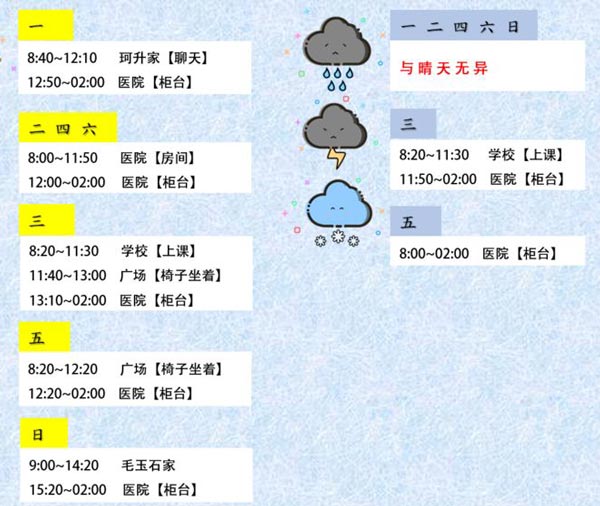 一
8:40~12:10 珂升家【聊天】
12:50~02:00 医院【柜台】
二 四 六
8:00~11:50 医院【房间】
12:00~02:00 医院【柜台】
三
8:20~11:30 学校【上课】
11:40~13:00 广场【椅子坐着】
13:10~02:00 医院【柜台】
五
8:20~12:20 广场【椅子坐着】
12:20~02:00 医院【柜台】
日
9:00~14:20 毛玉石家
15:20~02:00 医院【柜台】
一 二 四 六 日
与晴天无异
三
8:20~11:30 学校【上课】
11:50~02:00 医院【柜台】
五
8:00~02:00 医院【柜台】